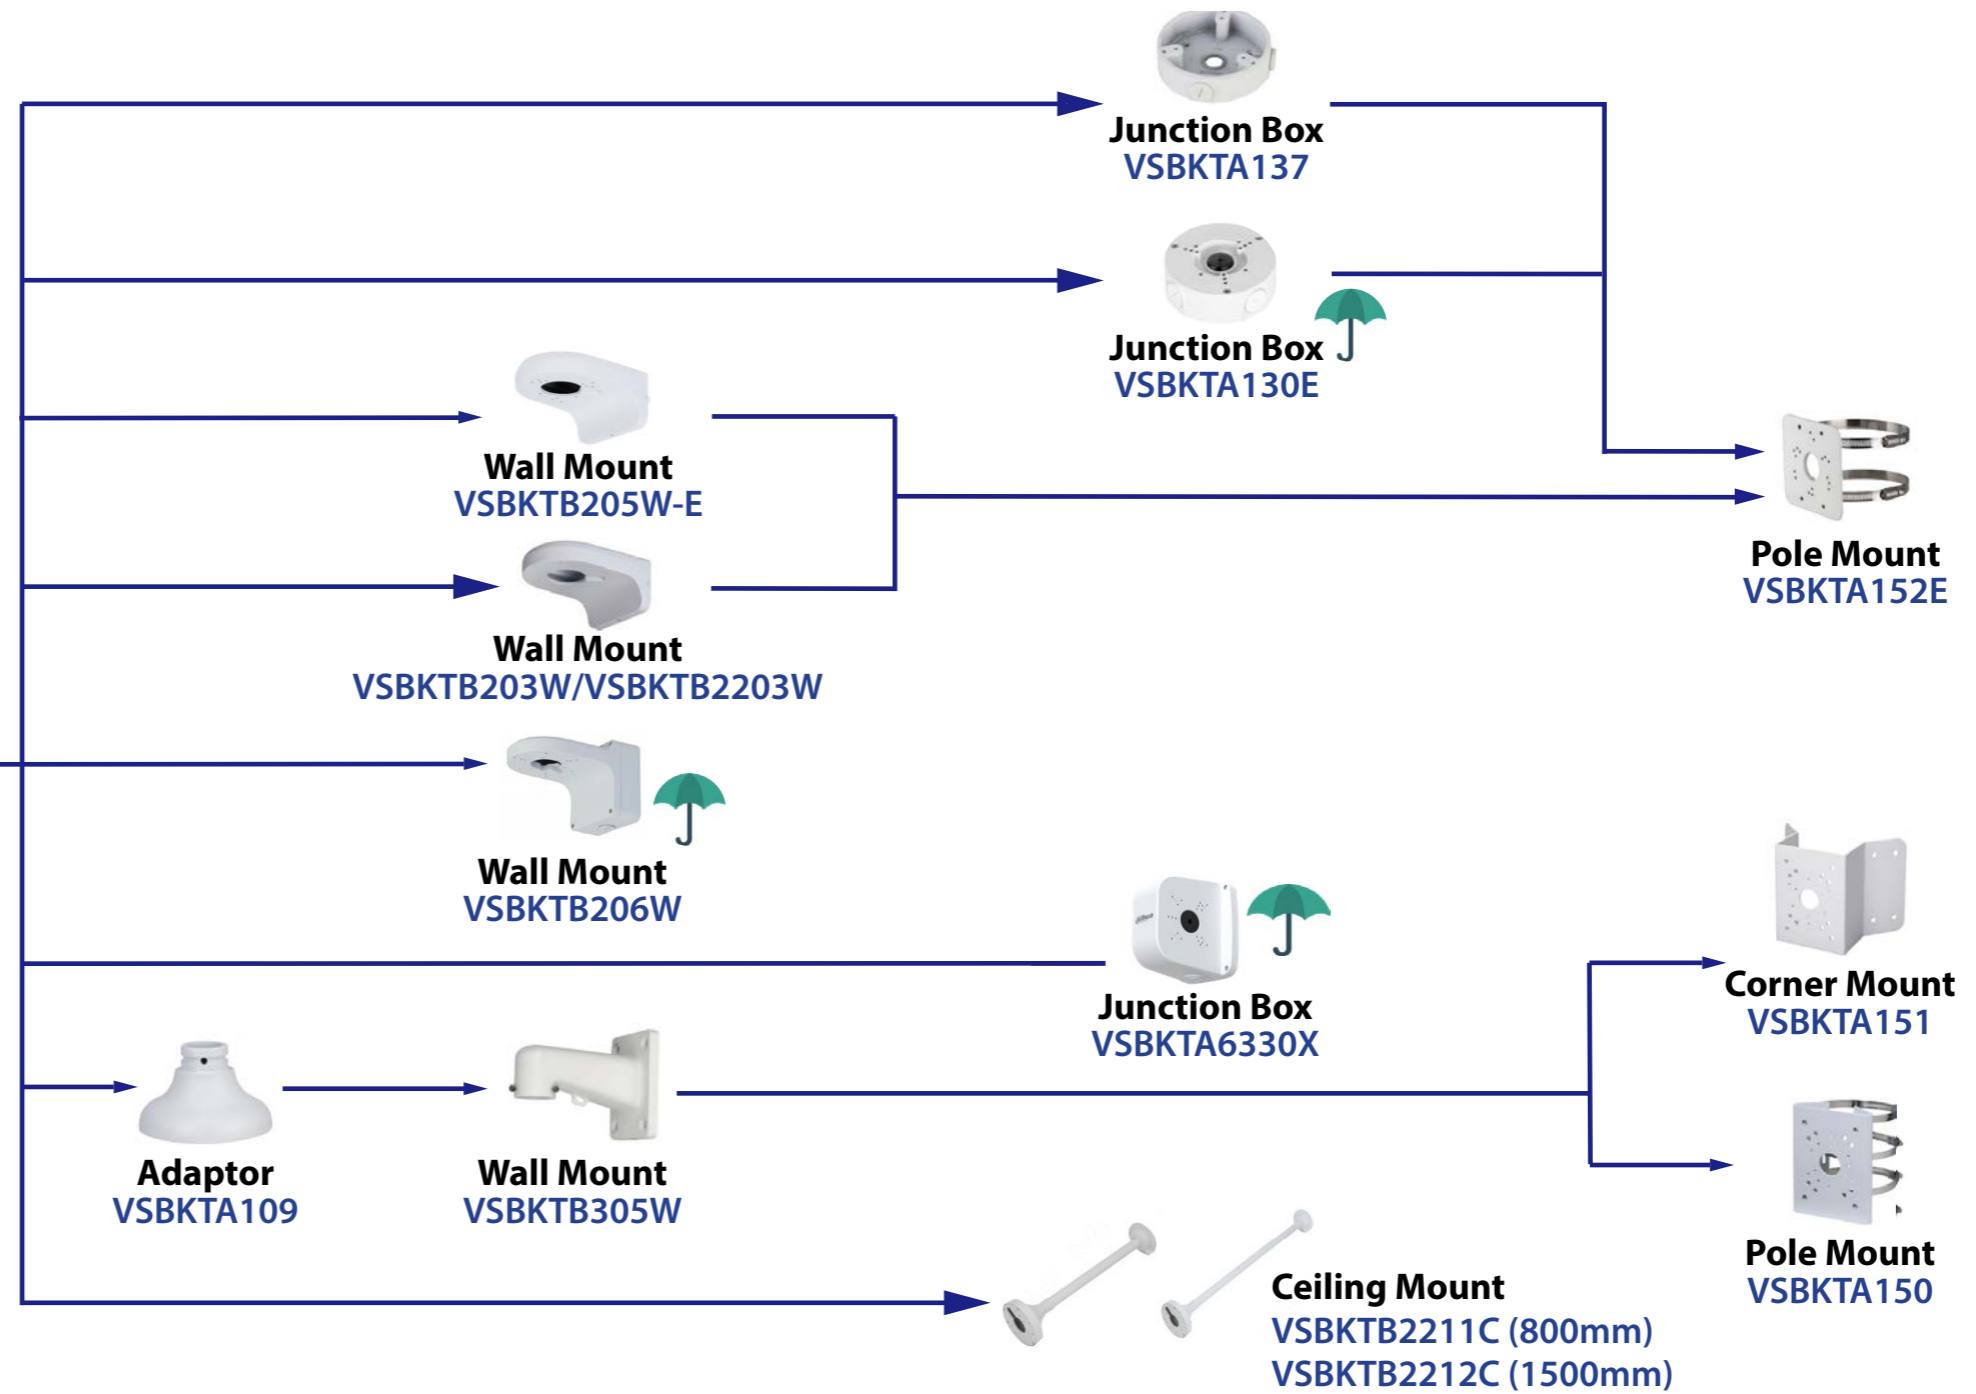 Junction Box
VSBKTA137
Junction Box
VSBKTA130E
Wall Mount
VSBKTB205W-E
Pole Mount
VSBKTA152E
Wall Mount
VSBKTB203W/VSBKTB2203W
Wall Mount
VSBKTB206W
Junction Box
VSBKTA6330X
Corner Mount
VSBKTA151
Adaptor
VSBKTA109
Wall Mount
VSBKTB305W
Pole Mount
VSBKTA150
Ceiling Mount
VSBKTB2211C (800mm)
VSBKTB2212C (1500mm)